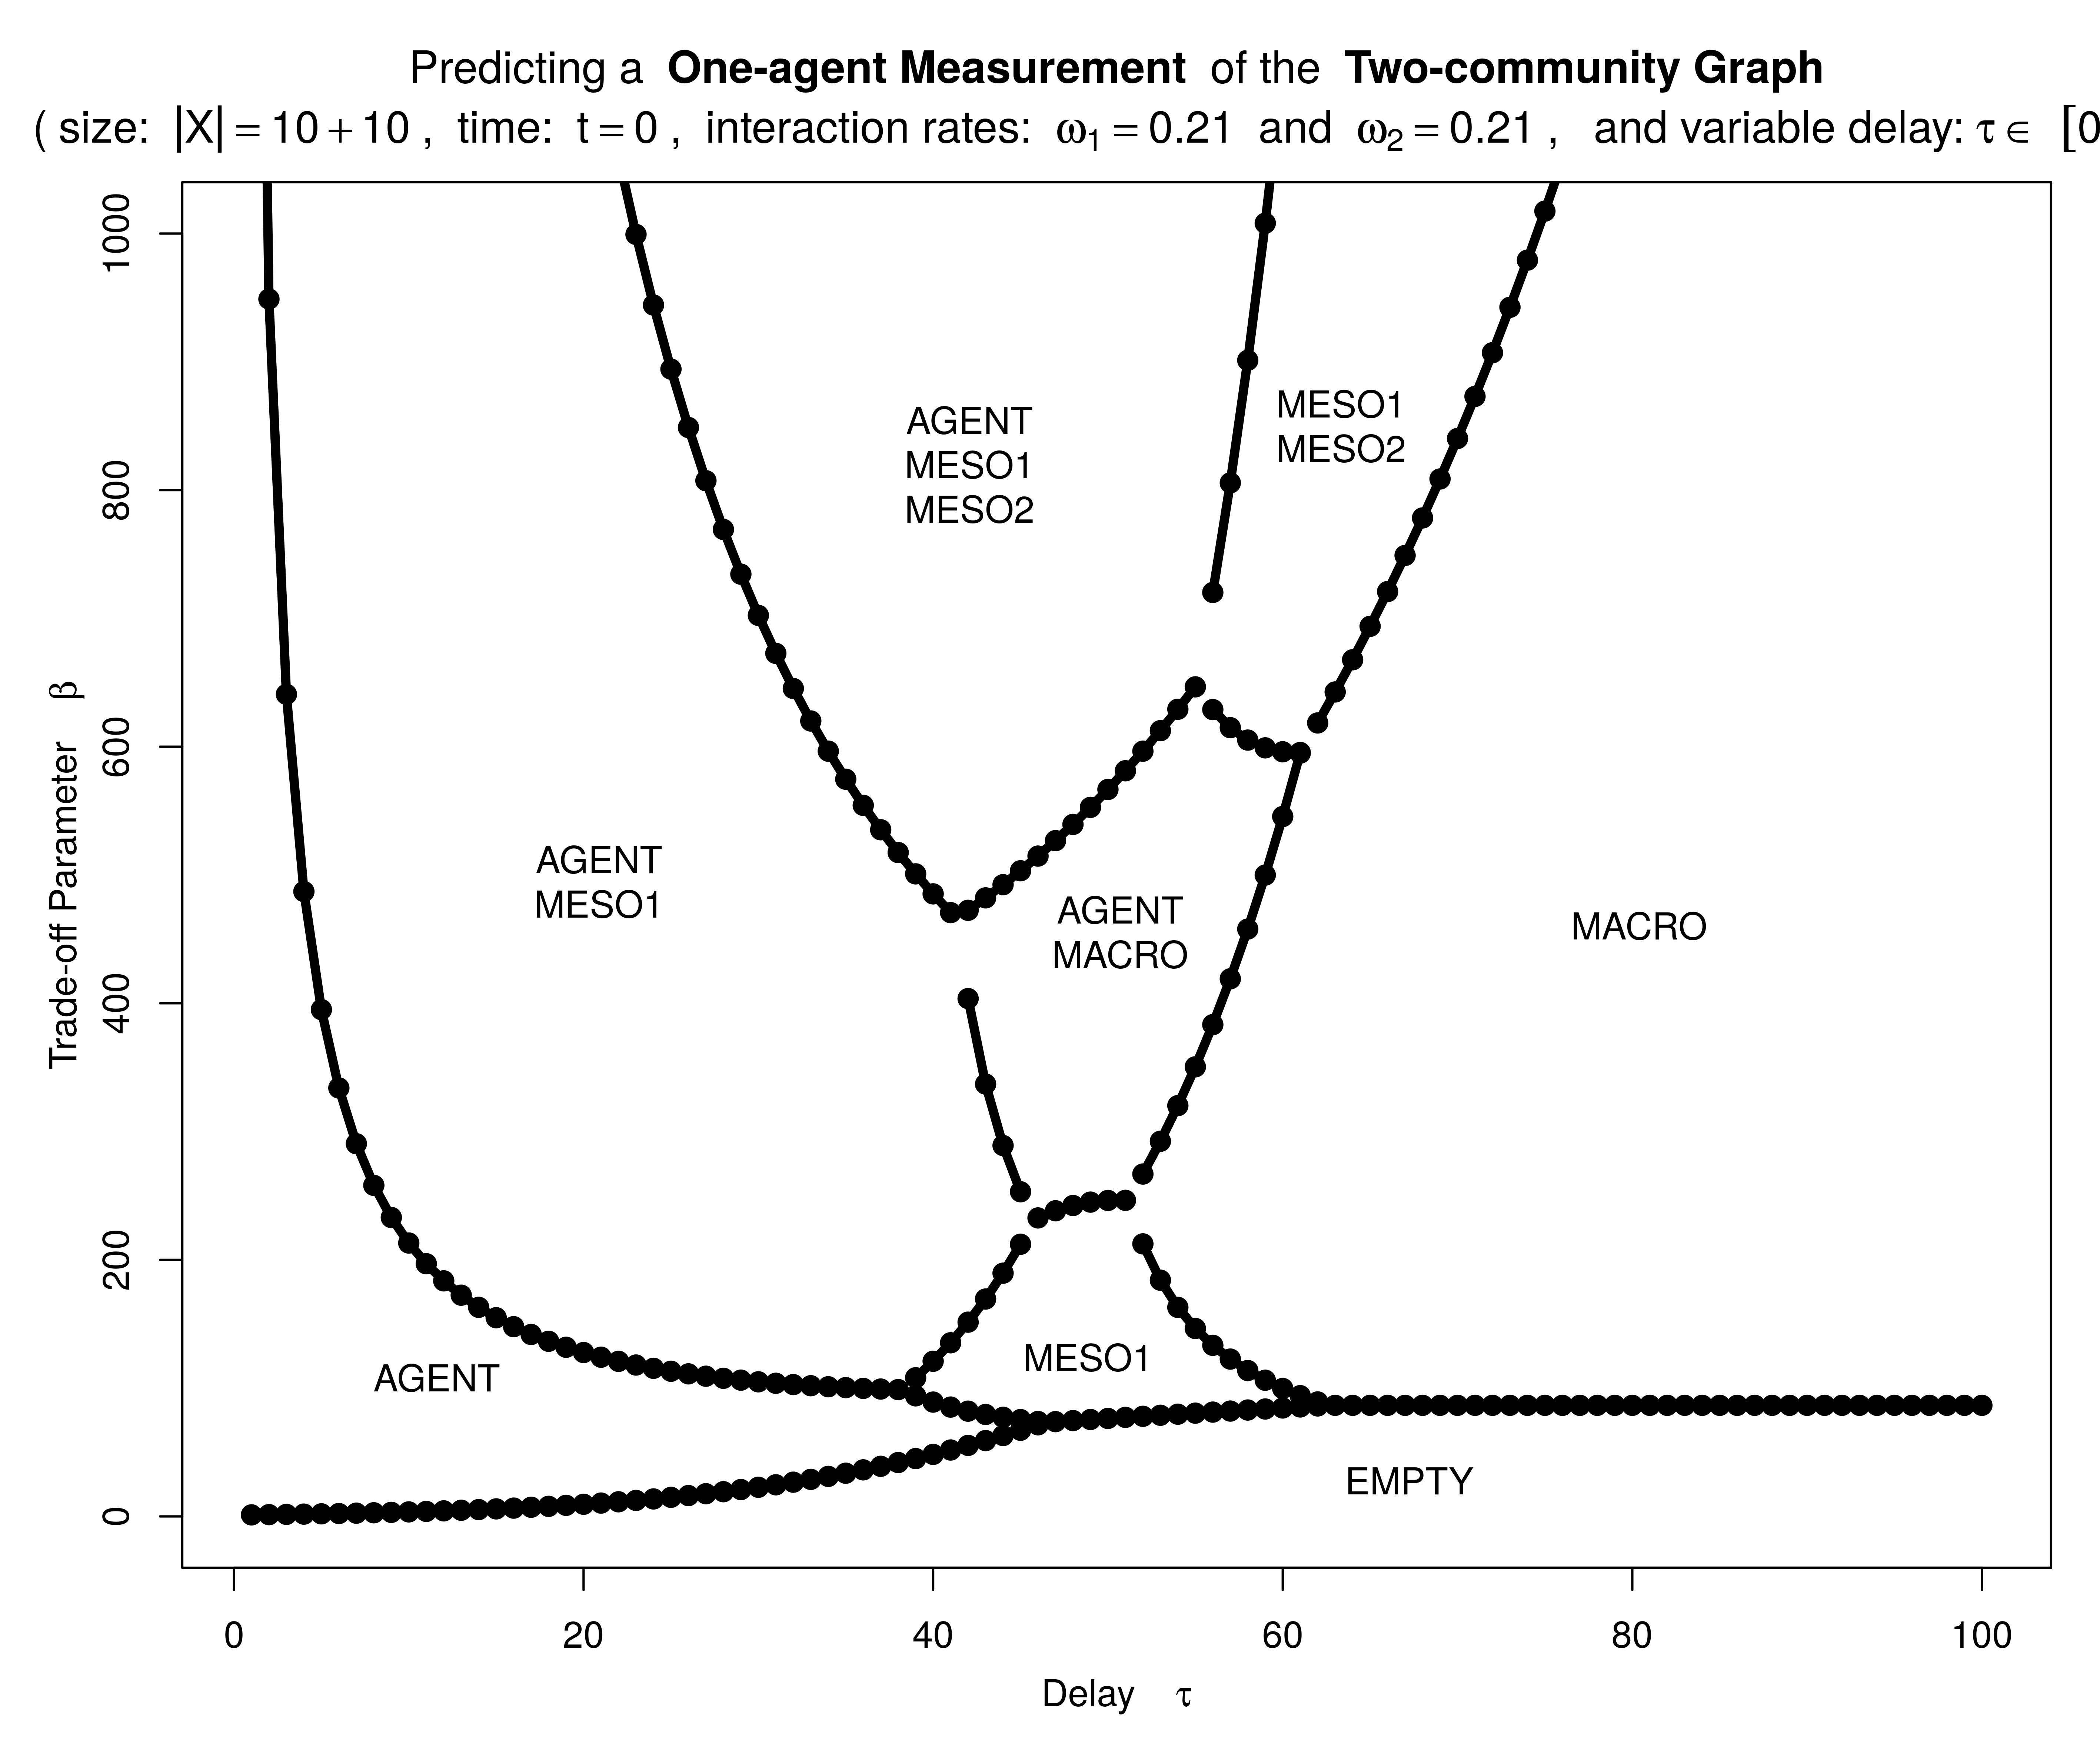 Predicting a One-agent Measurement of the Two-community Graph
( size: |X| = 10 + 10 , time: t = 0 , interaction rates: ω₁ = 0.21 and ω₂ = 0.21 , and variable delay: τ ∈ [0
1000
800
600
400
200
0
Trade-off Parameter β
AGENT
MESO1
MESO2
MESO1
MESO2
AGENT
MESO1
AGENT
MACRO
MACRO
MESO1
AGENT
EMPTY
0 20 40 60 80 100
Delay τ